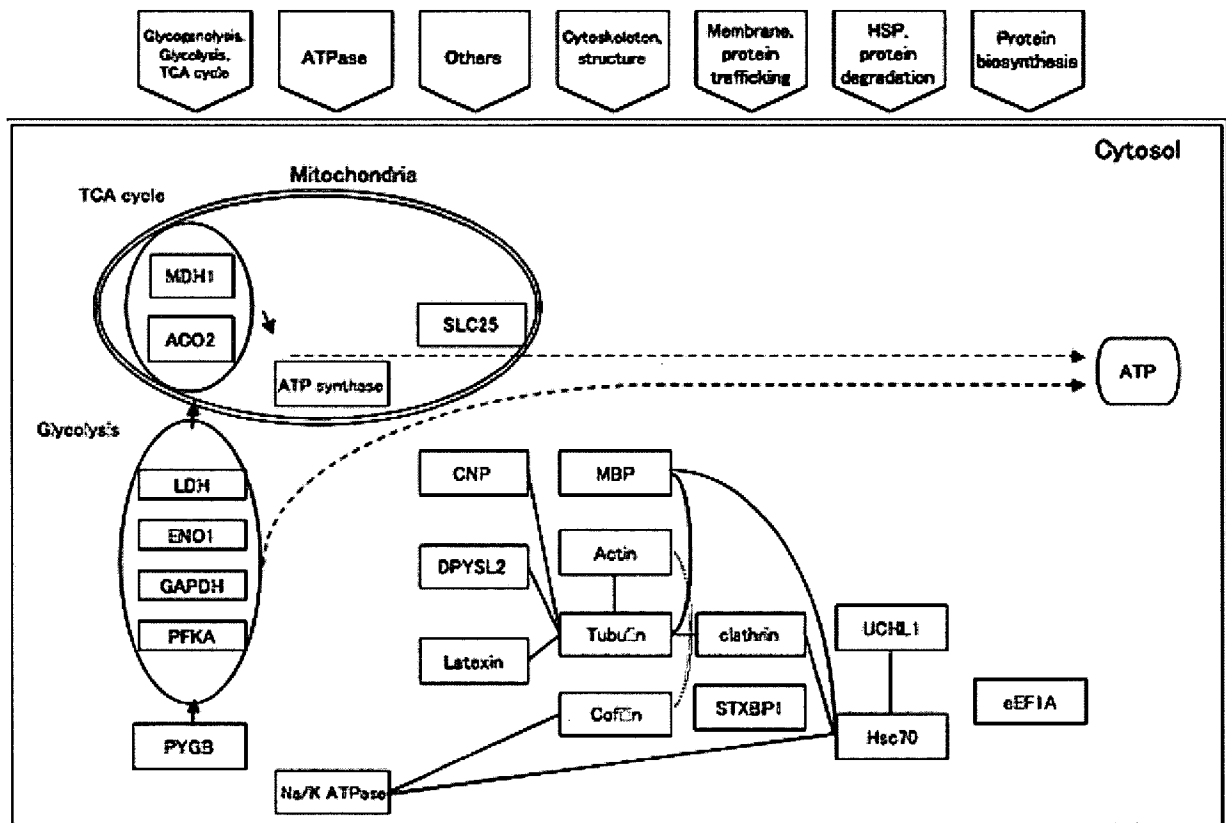 Glycogenolysis,
Glycolysis,
TCA cycle
ATPase
Others
Cytoskeleton,
structure
Membrane,
protein
trafficking
HSP,
protein
degradation
Protein
biosynthesis
Cytosol
Mitochondria
TCA cycle
MDH1
ACO2
SLC25
ATP synthase
ATP
Glycolysis
LDH
ENO1
GAPDH
PFKA
PYGB
CNP
MBP
Actin
DPYSL2
Tubulin
clathrin
UCHL1
Latexin
Cofilin
STXBP1
eEF1A
Hsc70
Na/K ATPase